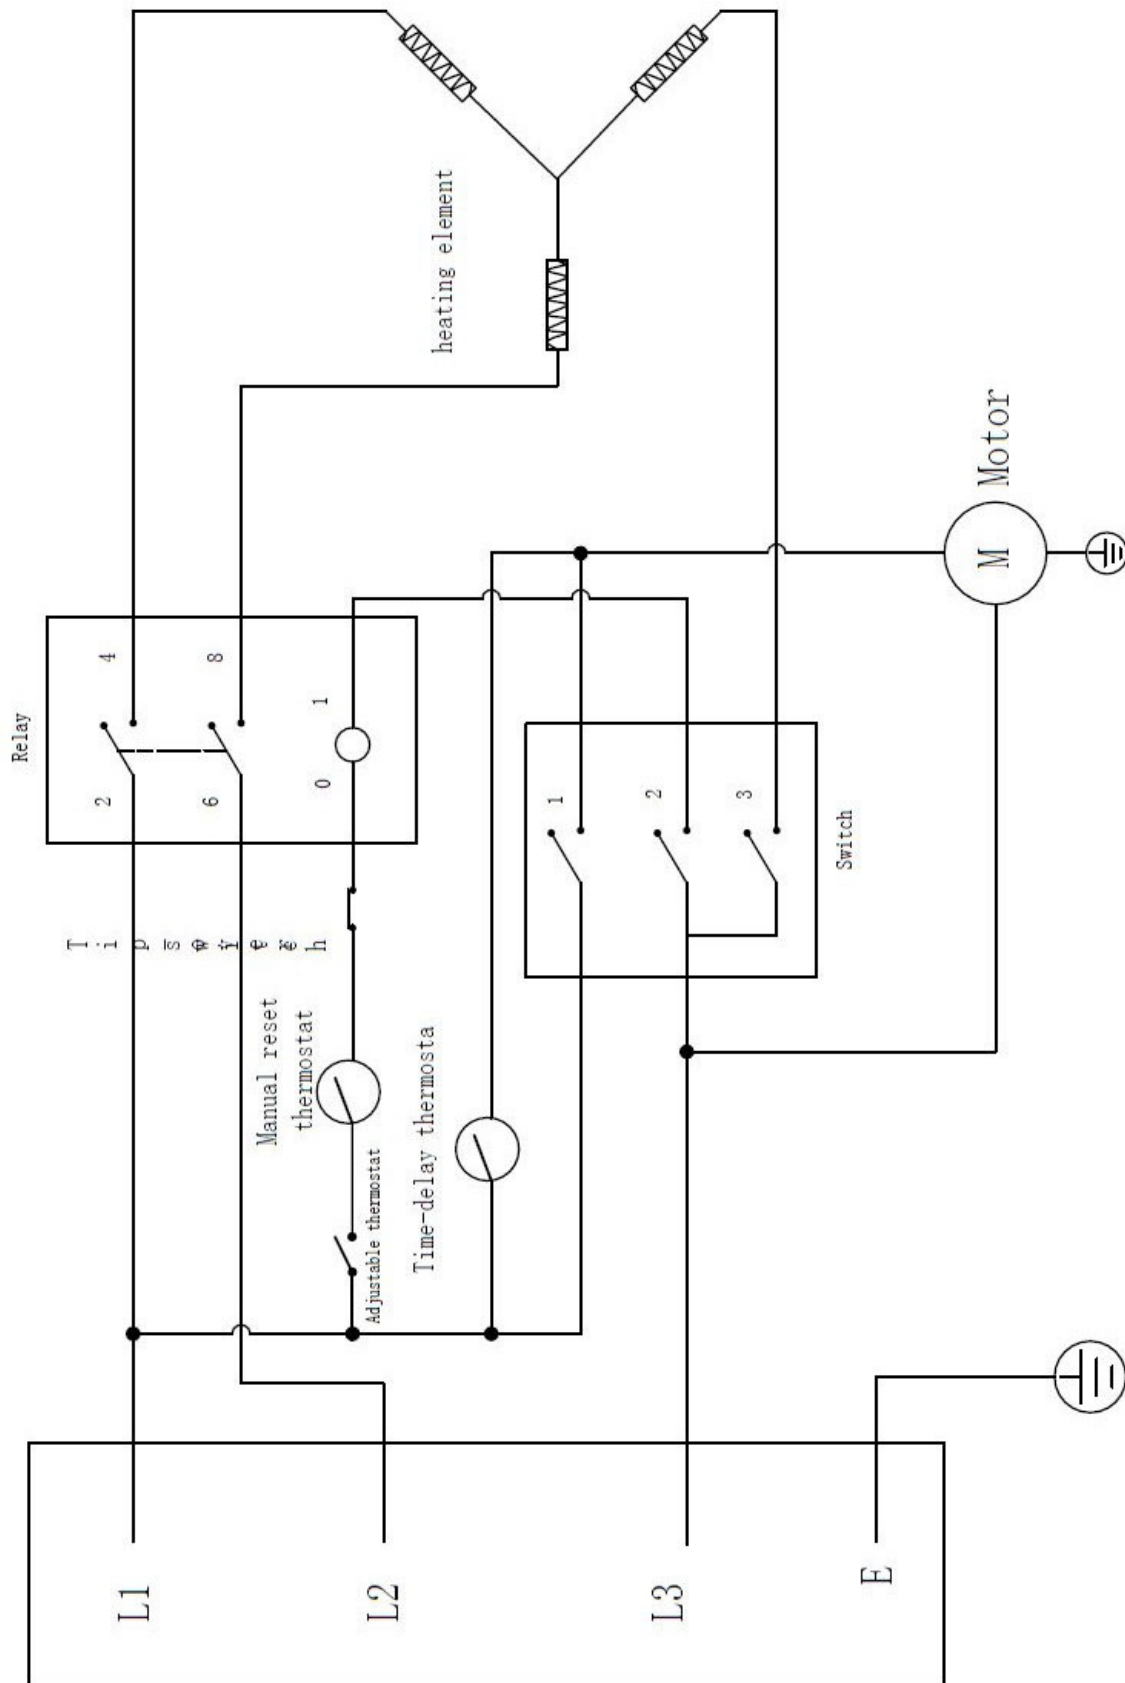 Relay
2 4
Tip
L1
6 8
Manual reset
thermostat
0 1
Adjustable thermostat
L2
Time-delay thermosta
heating element
1
2
L3
3
Switch
E
M
Motor